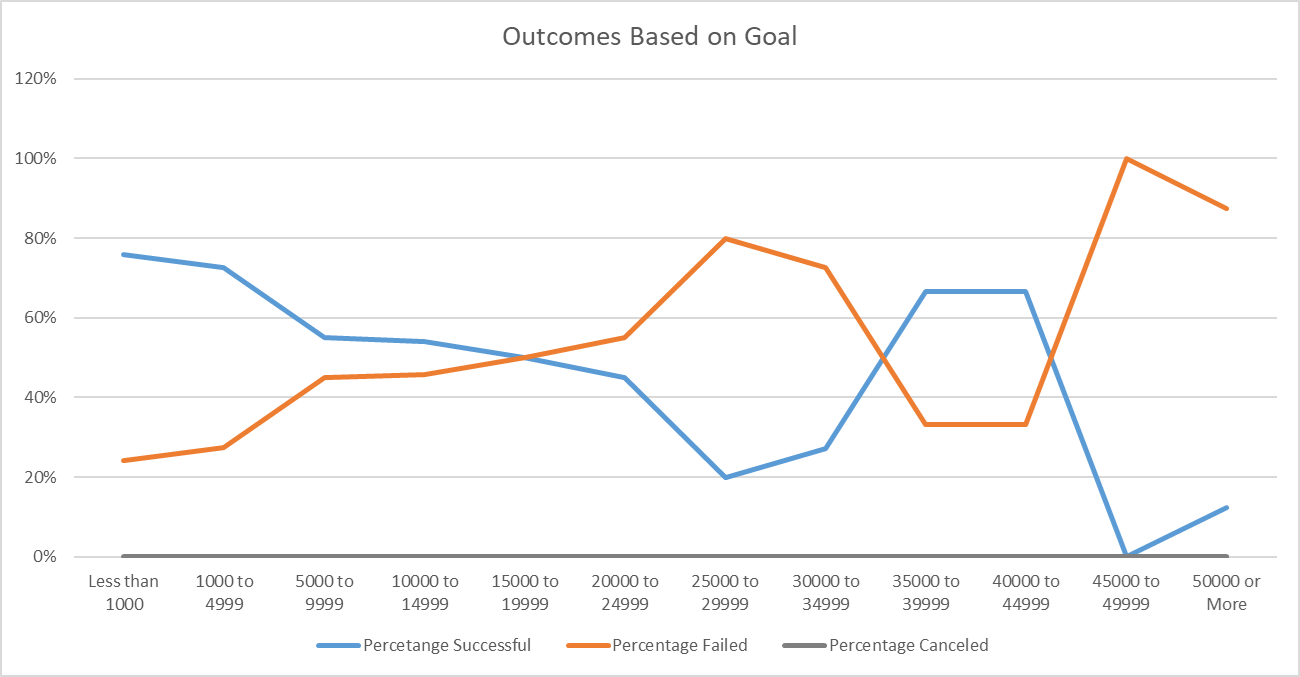 Outcomes Based on Goal
120%
100%
80%
60%
40%
20%
0%
Less than
1000
1000 to
4999
5000 to
9999
10000 to
14999
15000 to
19999
20000 to
24999
25000 to
29999
30000 to
34999
35000 to
39999
40000 to
44999
45000 to
49999
50000 or
More
Percetange Successful
Percentage Failed
Percentage Canceled